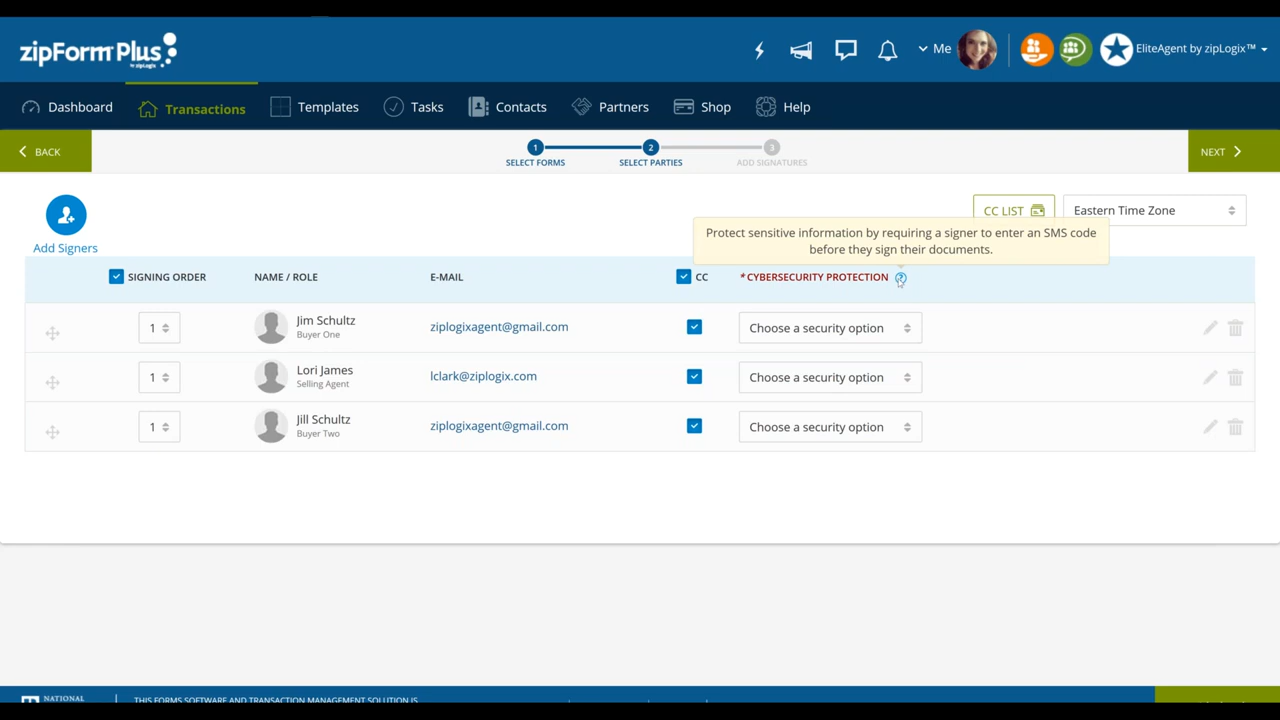 zipForm Plus
by zipLogix
Me
EliteAgent by zipLogix™
Dashboard
Transactions
Templates
Tasks
Contacts
Partners
Shop
Help
BACK
1
2
3
SELECT FORMS
SELECT PARTIES
ADD SIGNATURES
NEXT
Add Signers
CC LIST
Eastern Time Zone
Protect sensitive information by requiring a signer to enter an SMS code
before they sign their documents.
SIGNING ORDER
NAME / ROLE
E-MAIL
CC
*CYBERSECURITY PROTECTION
?
1
Jim Schultz
Buyer One
ziplogixagent@gmail.com
Choose a security option
1
Lori James
Selling Agent
lclark@ziplogix.com
Choose a security option
1
Jill Schultz
Buyer Two
ziplogixagent@gmail.com
Choose a security option
NATIONAL
THIS FORMS SOFTWARE AND TRANSACTION MANAGEMENT SOLUTION IS